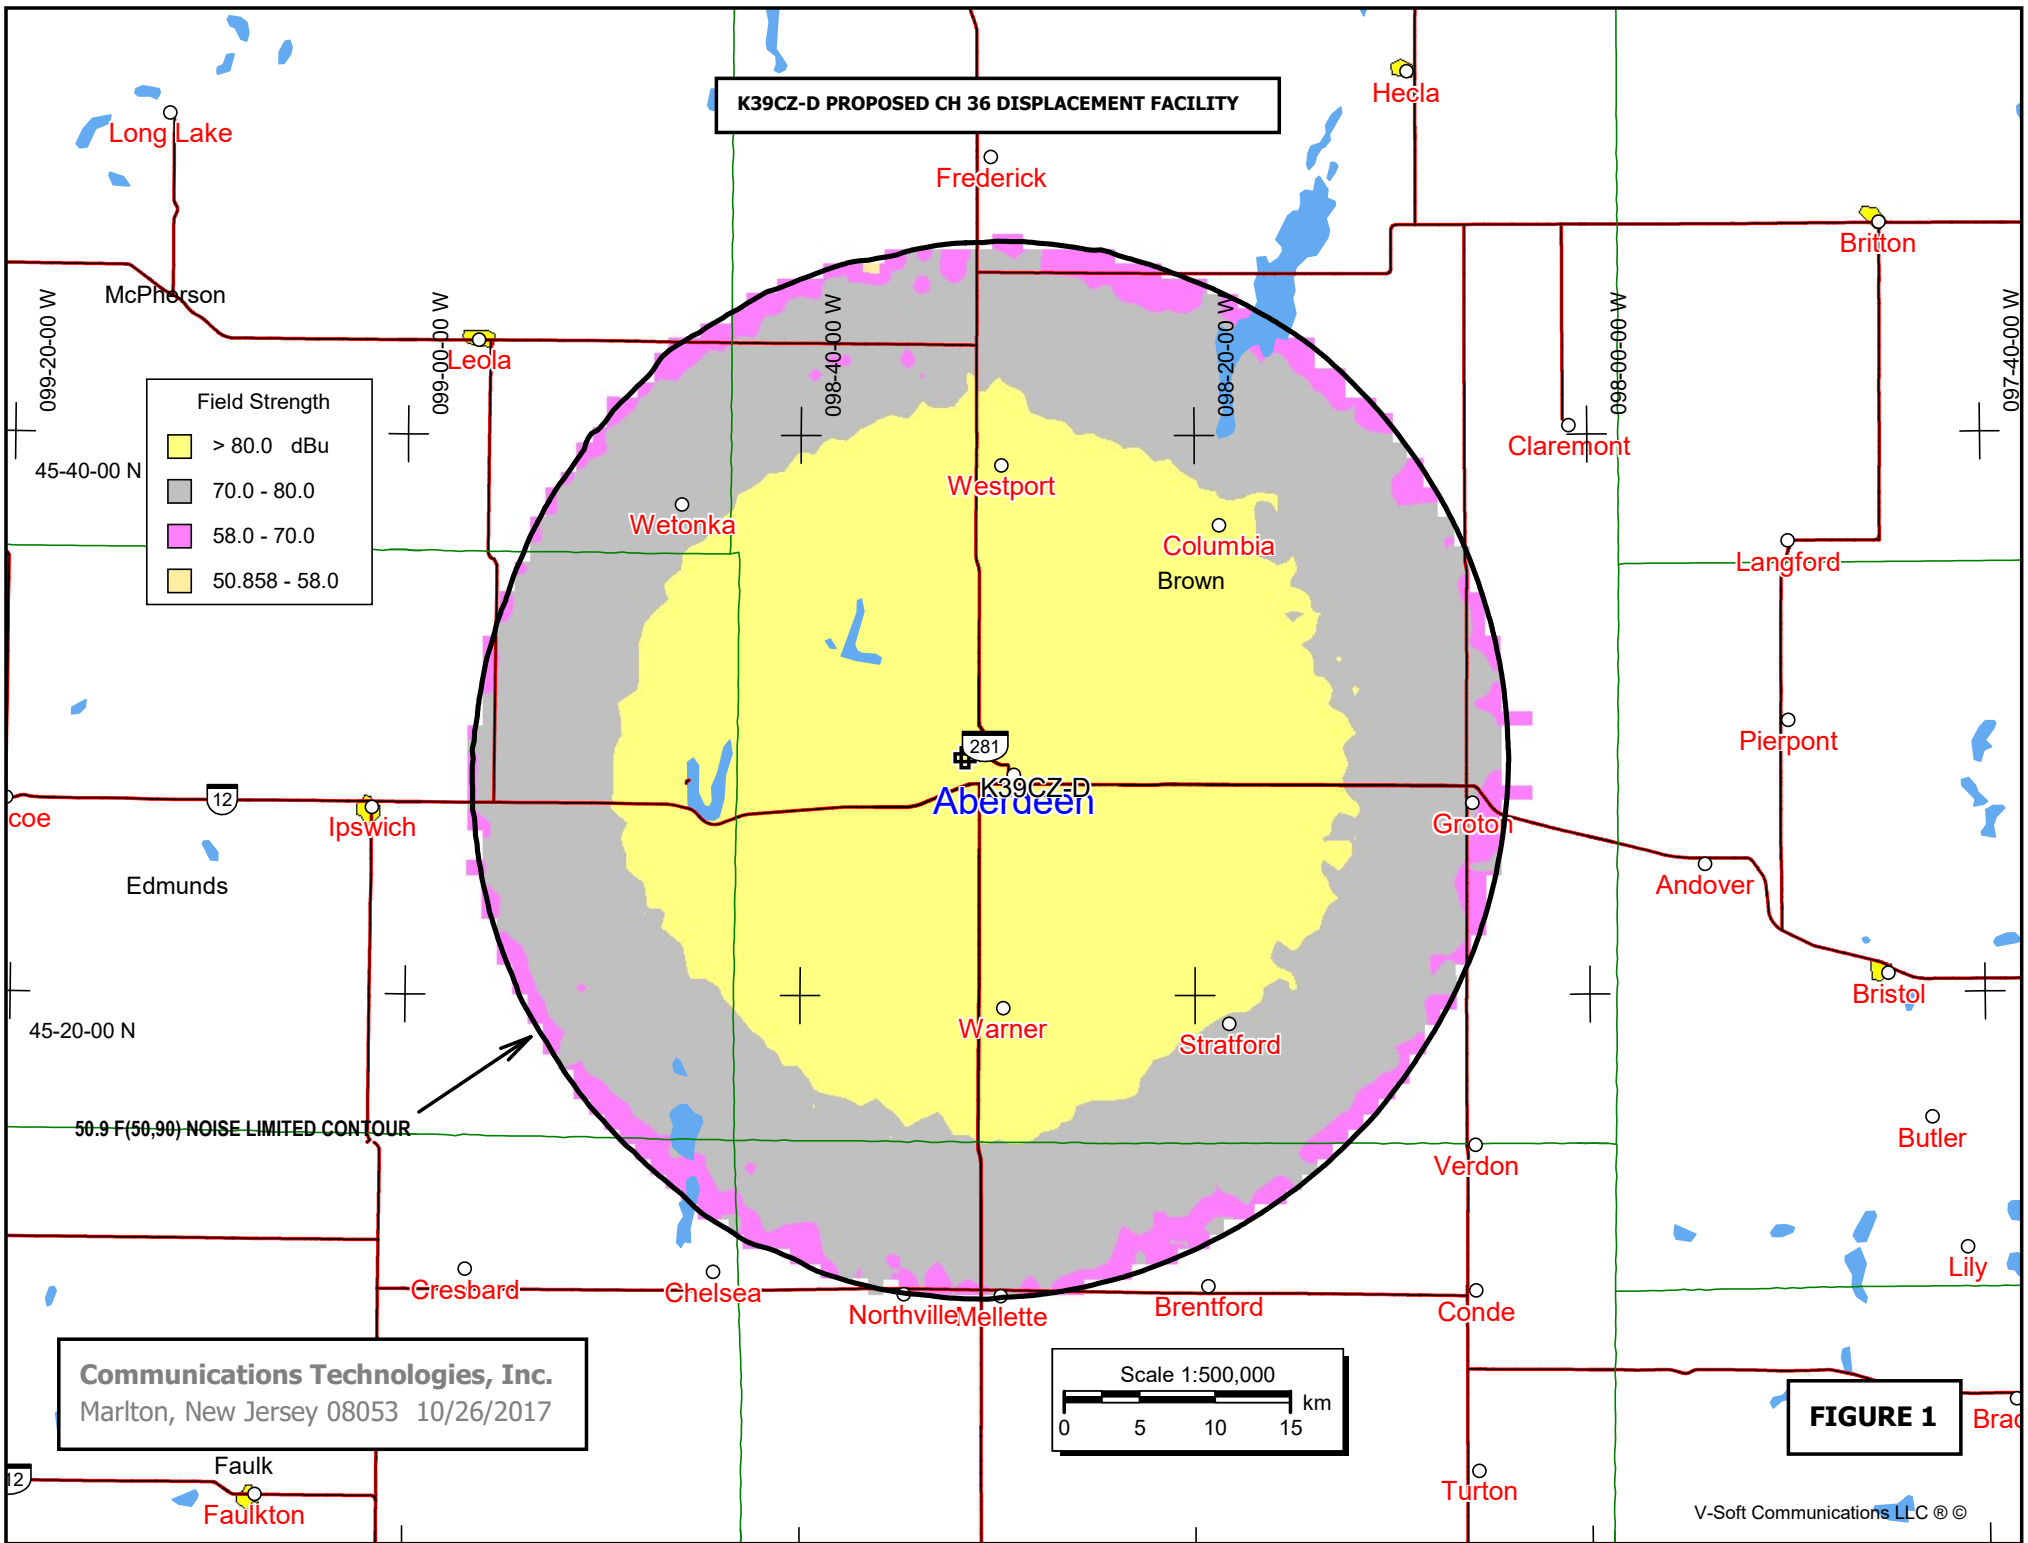 K39CZ-D PROPOSED CH 36 DISPLACEMENT FACILITY
Hecla
Long Lake
Frederick
Britton
McPherson
099-20-00 W
099-00-00 W
098-40-00 W
098-20-00 W
098-00-00 W
097-40-00 W
Leola
Field Strength
> 80.0 dBu
70.0 - 80.0
58.0 - 70.0
50.858 - 58.0
45-40-00 N
Claremont
Westport
Wetonka
Columbia
Brown
Langford
Pierpont
281
K39CZ-D
Aberdeen
12
coe
Ipswich
Groton
Edmunds
Andover
Bristol
45-20-00 N
Warner
Stratford
50.9 F(50,90) NOISE LIMITED CONTOUR
Butler
Verdon
Lily
Cresbard
Chelsea
Northville
Mellette
Brentford
Conde
Communications Technologies, Inc.
Marlton, New Jersey 08053 10/26/2017
Scale 1:500,000
km
0 5 10 15
FIGURE 1
Brad
Faulk
12
Faulkton
Turton
V-Soft Communications LLC ® ©